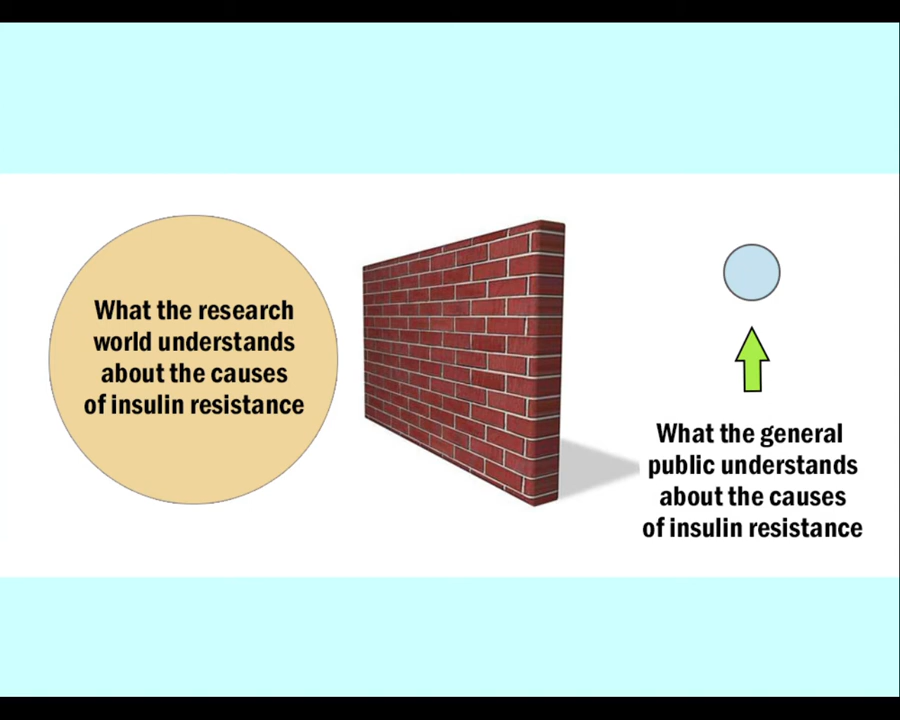 What the research
world understands
about the causes
of insulin resistance
What the general
public understands
about the causes
of insulin resistance